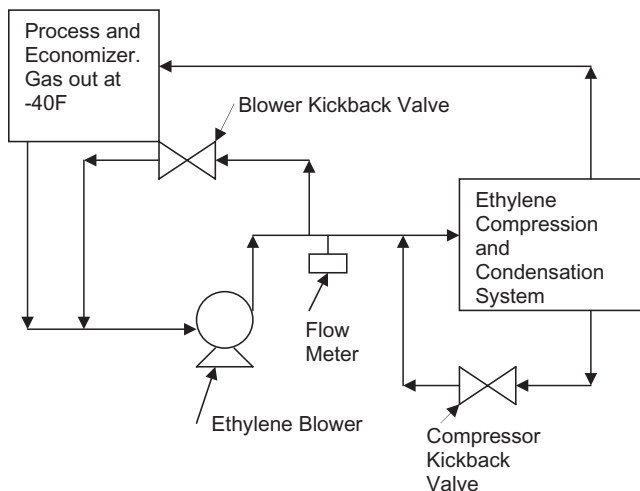 Process and
Economizer.
Gas out at
-40F
Blower Kickback Valve
Ethylene
Compression
and
Condensation
System
Flow
Meter
Ethylene Blower
Compressor
Kickback
Valve